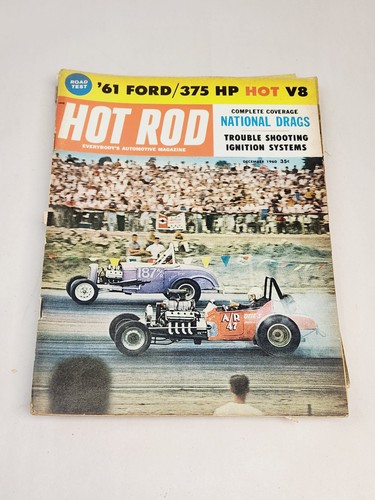 ROAD
TEST
'61 FORD/375 HP HOT V8
COMPLETE COVERAGE
NATIONAL DRAGS
TROUBLE SHOOTING
IGNITION SYSTEMS
HOT ROD
EVERYBODY'S AUTOMOTIVE MAGAZINE
DECEMBER 1960 35¢
187
A/R
47